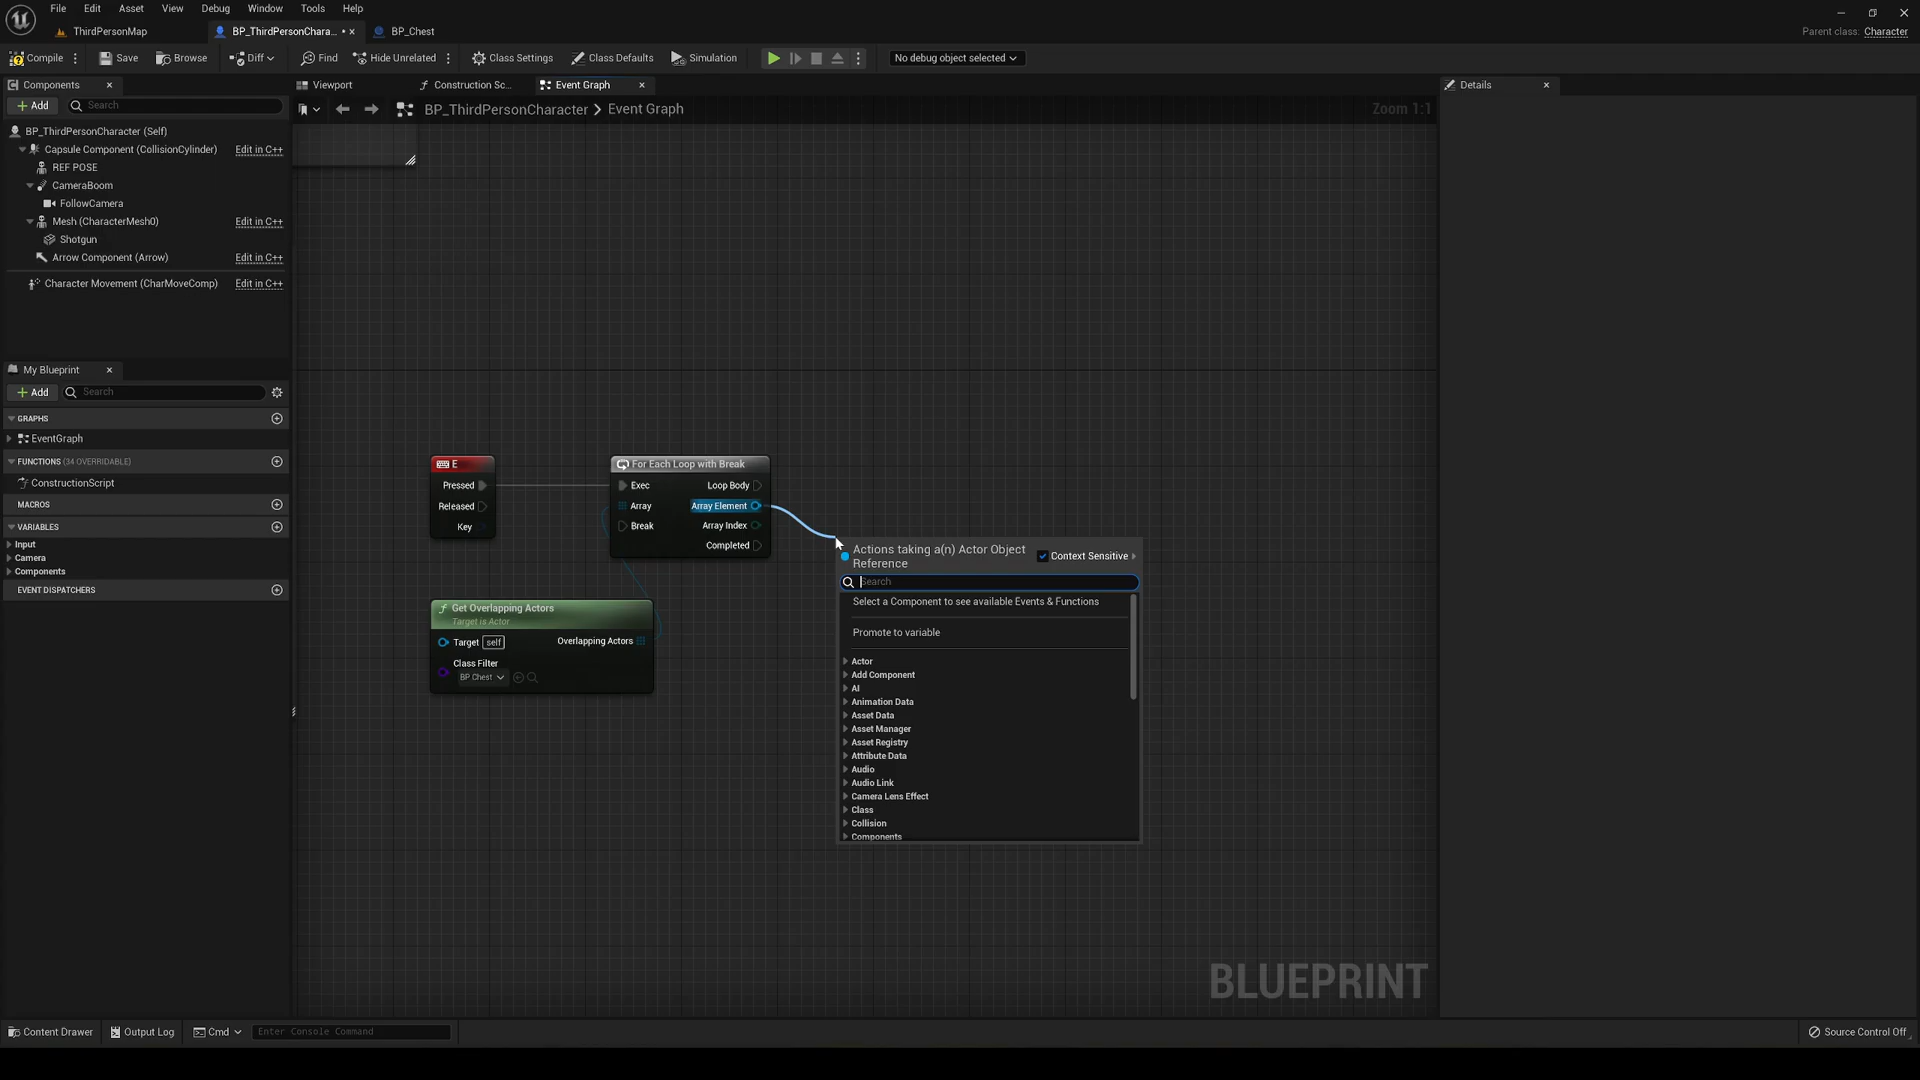 File Edit Asset View Debug Window Tools Help
ThirdPersonMap
BP_ThirdPersonChara... •
BP_Chest
Parent class: Character
Compile
Save
Browse
Diff
Find
Hide Unrelated
Class Settings
Class Defaults
Simulation
No debug object selected
Components
Add
Search
BP_ThirdPersonCharacter (Self)
Capsule Component (CollisionCylinder) Edit in C++
REF POSE
CameraBoom
FollowCamera
Mesh (CharacterMesh0) Edit in C++
Shotgun
Arrow Component (Arrow) Edit in C++
Character Movement (CharMoveComp) Edit in C++
My Blueprint
Add
Search
GRAPHS
EventGraph
FUNCTIONS (34 OVERRIDABLE)
ConstructionScript
MACROS
VARIABLES
Input
Camera
Components
EVENT DISPATCHERS
Viewport
Construction Sc...
Event Graph
BP_ThirdPersonCharacter > Event Graph
Zoom 1:1
E
Pressed
Released
Key
For Each Loop with Break
Exec Loop Body
Array Array Element
Break Array Index
Completed
Get Overlapping Actors
Target is Actor
Target self Overlapping Actors
Class Filter
BP Chest
Actions taking a(n) Actor Object
Reference
Context Sensitive
Search
Select a Component to see available Events & Functions
Promote to variable
Actor
Add Component
AI
Animation Data
Asset Data
Asset Manager
Asset Registry
Attribute Data
Audio
Audio Link
Camera Lens Effect
Class
Collision
Components
BLUEPRINT
Details
Content Drawer
Output Log
Cmd
Enter Console Command
Source Control Off